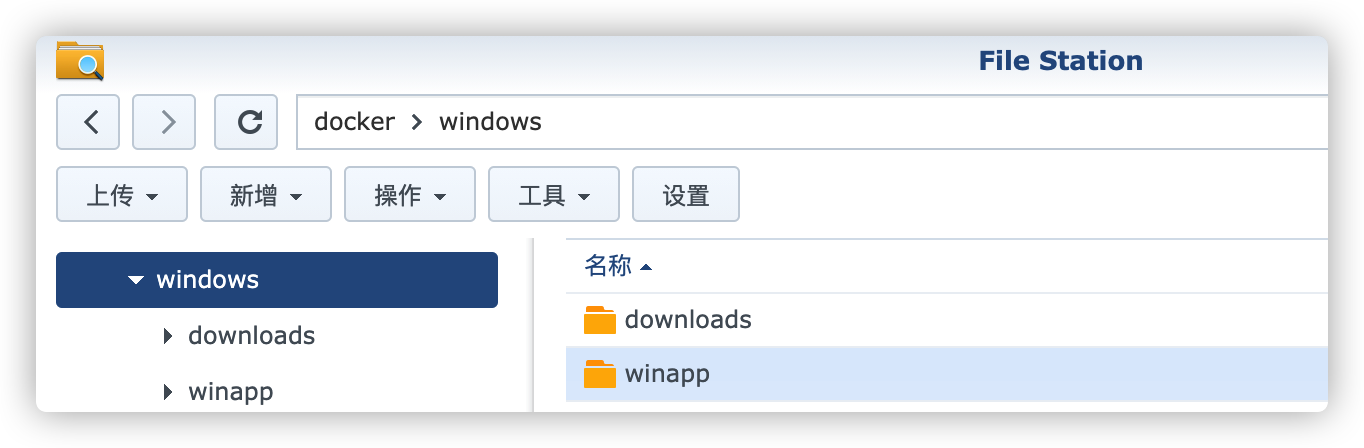 File Station
docker > windows
上传 新增 操作 工具 设置
windows
downloads
winapp
名称
downloads
winapp